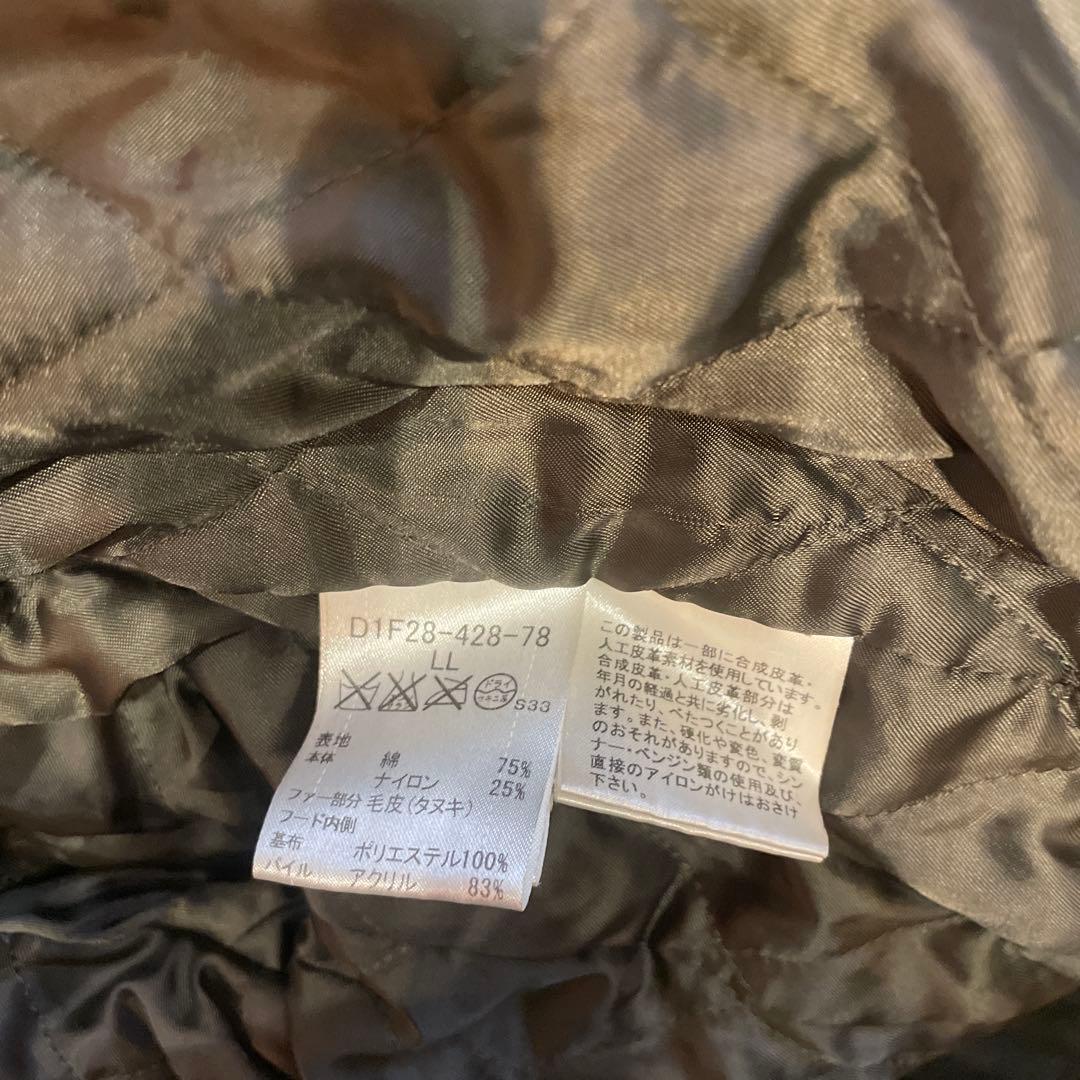 D1F28-428-78
LL
ドライ
S33
表地
本体 綿 75%
ナイロン 25%
ファー部分 毛皮(タヌキ)
フード内側
基布 ポリエステル100%
パイル アクリル 83%
この製品は一部に合成皮革・
人工皮革素材を使用しています。
合成皮革・人工皮革部分は
年月の経過と共に劣化し、剥
がれたり、べたつくことがあり
ます。また、硬化や変色、変質
のおそれがありますので、シン
ナー・ベンジン類の使用及び、
直接のアイロンがけはおさけ
下さい。